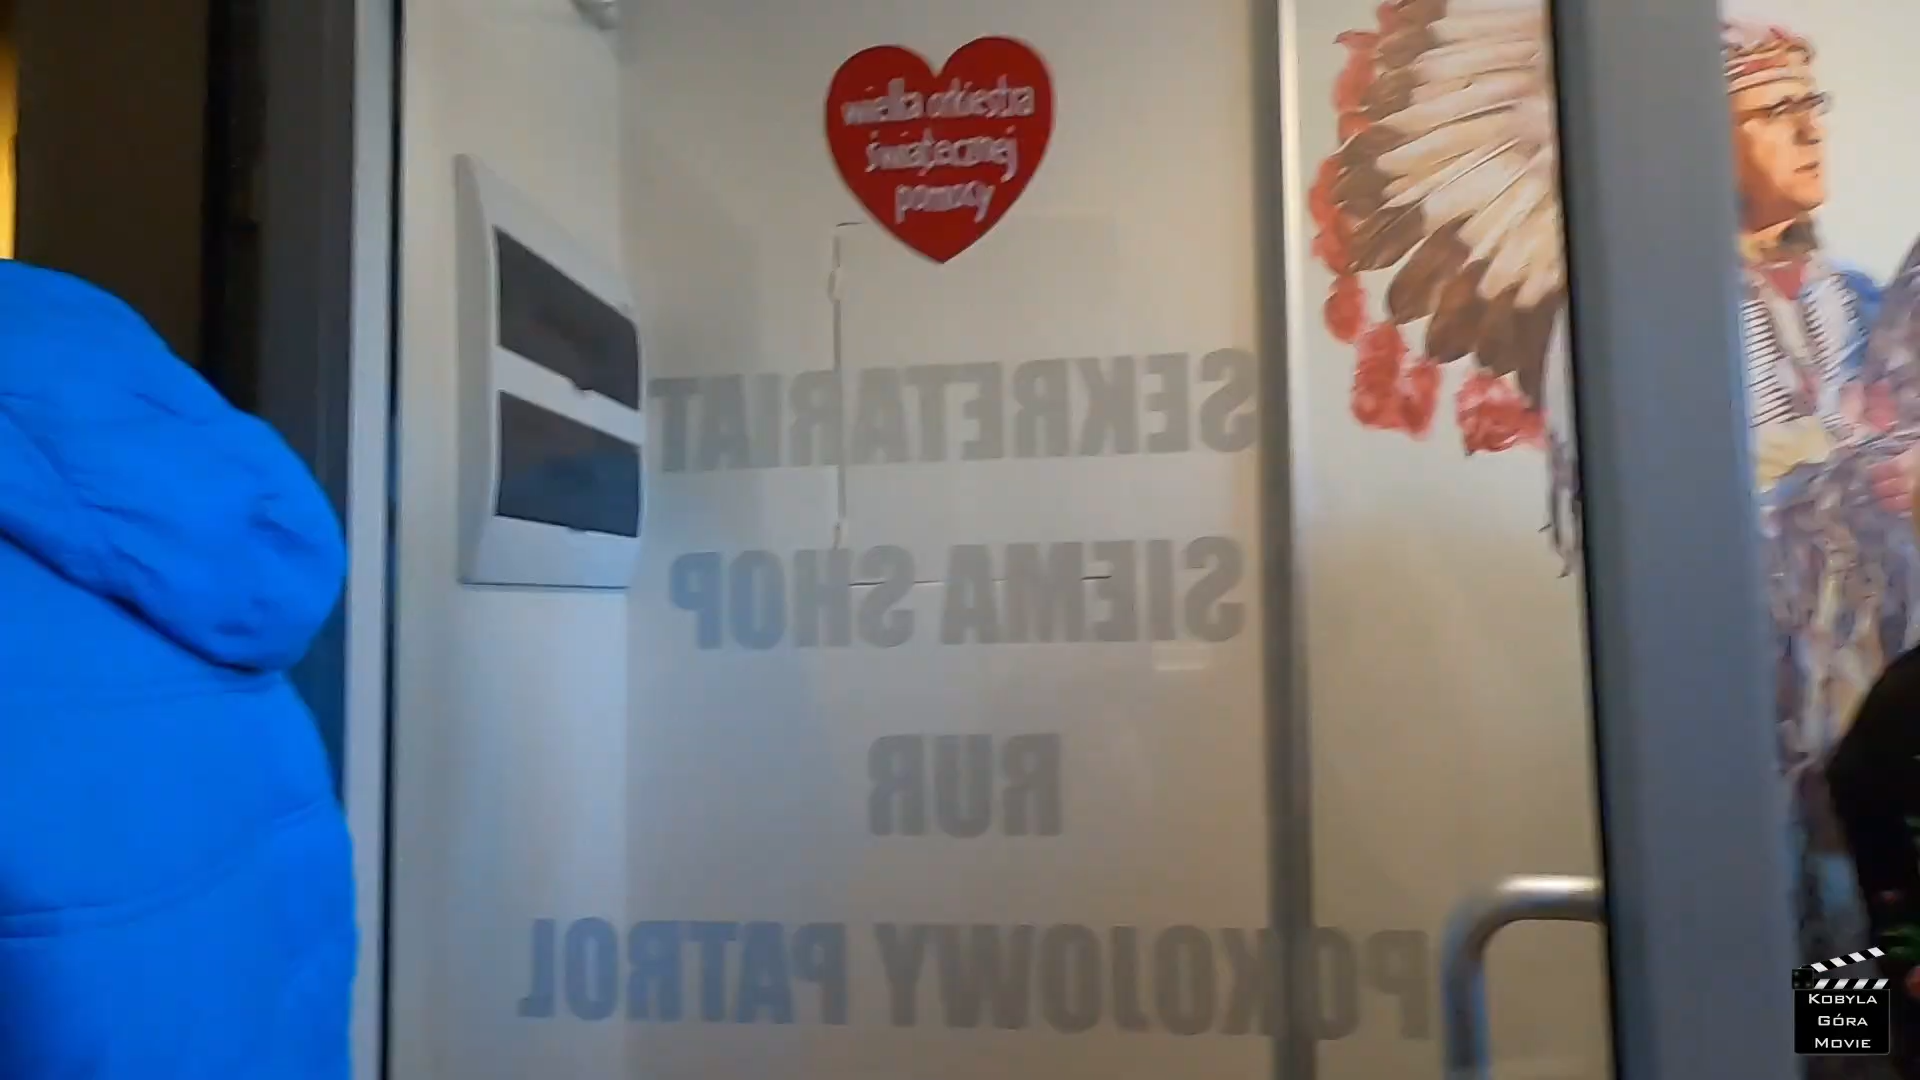 wielka orkiestra
świątecznej
pomocy
SEKRETARIAT
SIEMA SHOP
RUR
POKOJOWY PATROL
KOBYLA
GÓRA
MOVIE